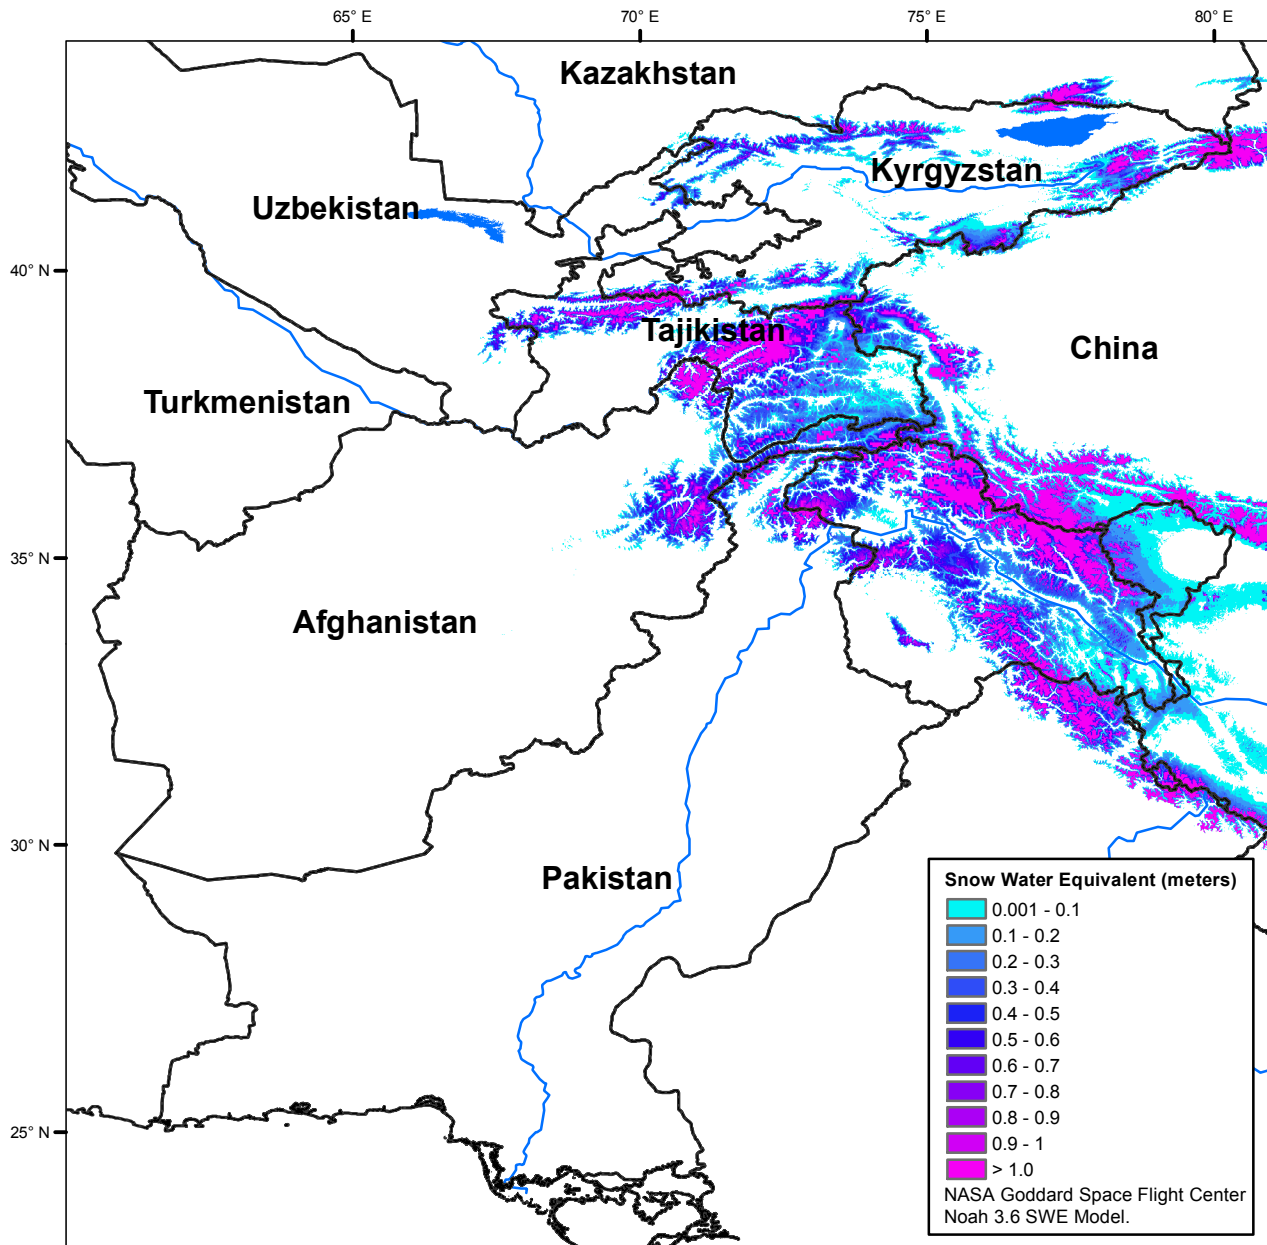 65° E
70° E
75° E
80° E
Kazakhstan
Kyrgyzstan
Uzbekistan
40° N
Tajikistan
China
Turkmenistan
35° N
Afghanistan
30° N
Pakistan
25° N
Snow Water Equivalent (meters)
0.001 - 0.1
0.1 - 0.2
0.2 - 0.3
0.3 - 0.4
0.4 - 0.5
0.5 - 0.6
0.6 - 0.7
0.7 - 0.8
0.8 - 0.9
0.9 - 1
> 1.0
NASA Goddard Space Flight Center
Noah 3.6 SWE Model.